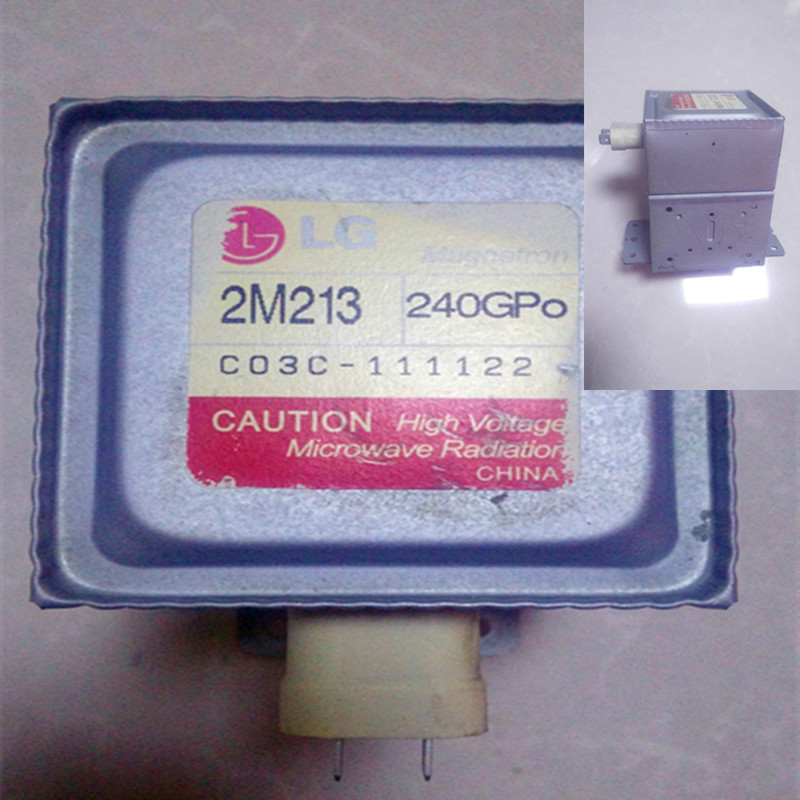 LG
Magnetron
2M213 240GPo
C03C-111122
CAUTION High Voltage
Microwave Radiation
CHINA